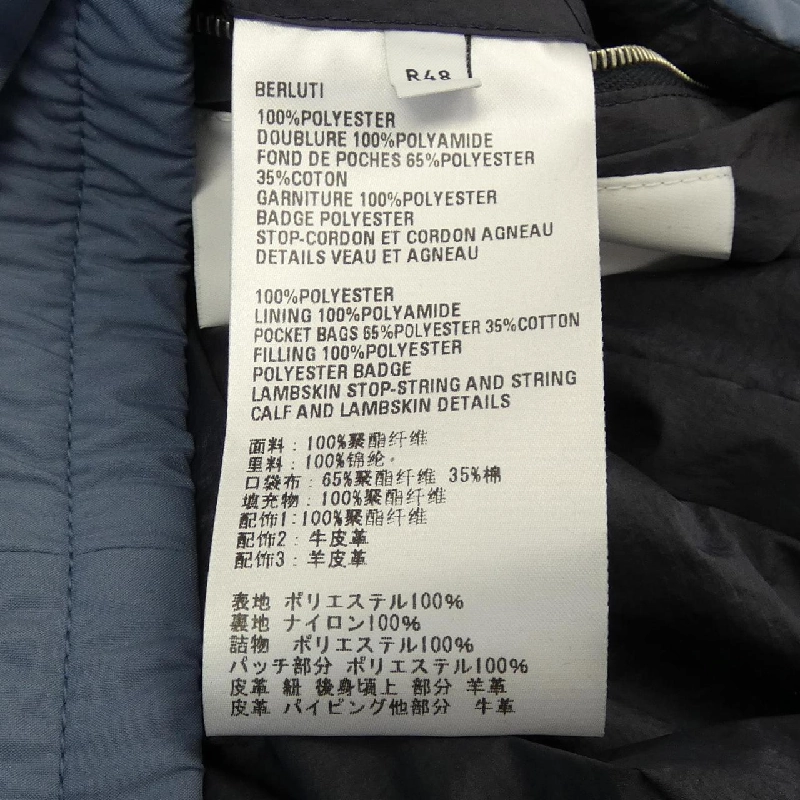 R48
BERLUTI
100%POLYESTER
DOUBLURE 100%POLYAMIDE
FOND DE POCHES 65%POLYESTER
35%COTON
GARNITURE 100%POLYESTER
BADGE POLYESTER
STOP-CORDON ET CORDON AGNEAU
DETAILS VEAU ET AGNEAU
100%POLYESTER
LINING 100%POLYAMIDE
POCKET BAGS 65%POLYESTER 35%COTTON
FILLING 100%POLYESTER
POLYESTER BADGE
LAMBSKIN STOP-STRING AND STRING
CALF AND LAMBSKIN DETAILS
面料：100%聚酯纤维
里料：100%锦纶.
口袋布：65%聚酯纤维 35%棉
填充物：100%聚酯纤维
配饰1:100%聚酯纤维
配饰2：牛皮革
配饰3：羊皮革
表地 ポリエステル100%
裏地 ナイロン100%
詰物 ポリエステル100%
パッチ部分 ポリエステル100%
皮革 紐 後身頃上 部分 羊革
皮革 パイピング他部分 牛革